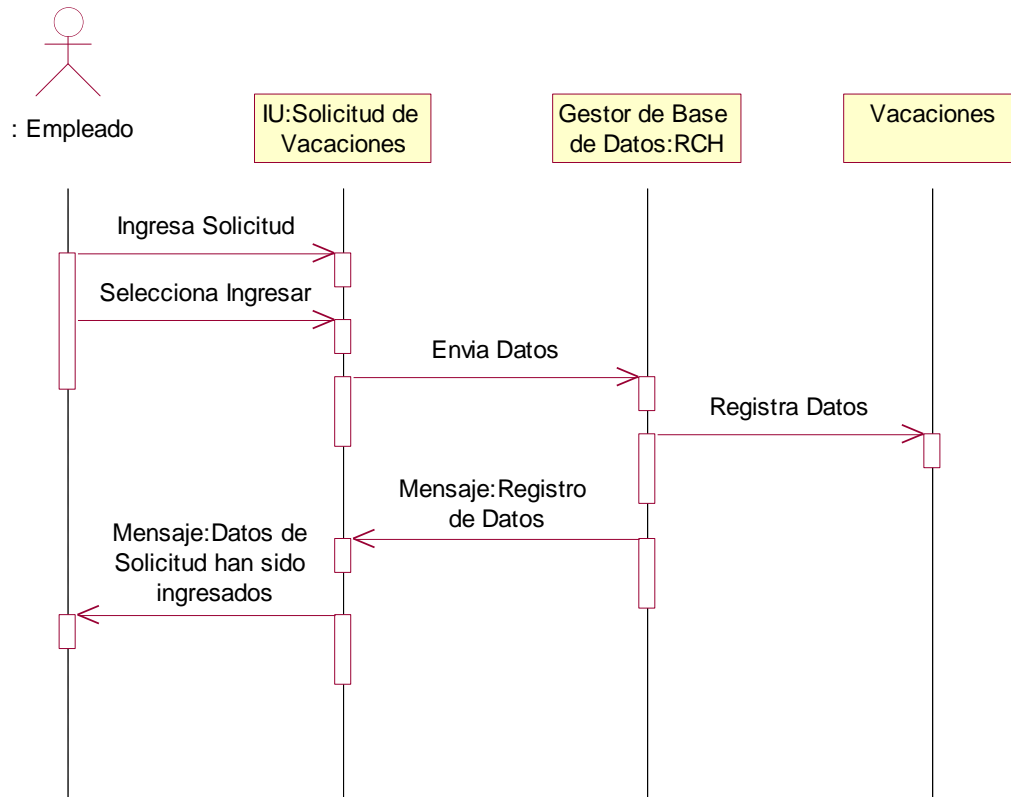 : Empleado
IU:Solicitud de
Vacaciones
Gestor de Base
de Datos:RCH
Vacaciones
Ingresa Solicitud
Selecciona Ingresar
Envia Datos
Registra Datos
Mensaje:Registro
de Datos
Mensaje:Datos de
Solicitud han sido
ingresados